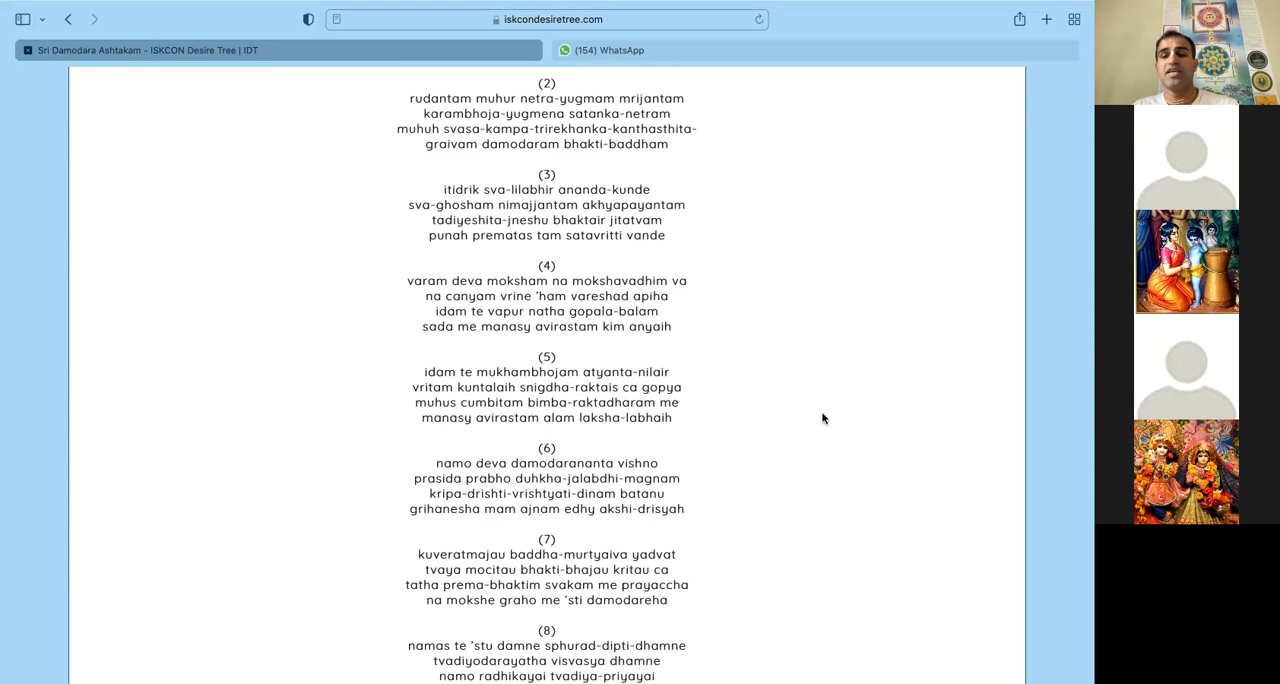 iskcondesiretree.com
Sri Damodara Ashtakam - ISKCON Desire Tree | IDT
(154) WhatsApp
(2)
rudantam muhur netra-yugmam mrijantam
karambhoja-yugmena satanka-netram
muhuh svasa-kampa-trirekhanka-kanthasthita-
graivam damodaram bhakti-baddham
(3)
itidrik sva-lilabhir ananda-kunde
sva-ghosham nimajjantam akhyapayantam
tadiyeshita-jneshu bhaktair jitatvam
punah prematas tam satavritti vande
(4)
varam deva moksham na mokshavadhim va
na canyam vrine 'ham vareshad apiha
idam te vapur natha gopala-balam
sada me manasy avirastam kim anyaih
(5)
idam te mukhambhojam atyanta-nilair
vritam kuntalaih snigdha-raktais ca gopya
muhus cumbitam bimba-raktadharam me
manasy avirastam alam laksha-labhaih
(6)
namo deva damodarananta vishno
prasida prabho duhkha-jalabdhi-magnam
kripa-drishti-vrishtyati-dinam batanu
grihanesha mam ajnam edhy akshi-drisyah
(7)
kuveratmajau baddha-murtyaiva yadvat
tvaya mocitau bhakti-bhajau kritau ca
tatha prema-bhaktim svakam me prayaccha
na mokshe graho me 'sti damodareha
(8)
namas te 'stu damne sphurad-dipti-dhamne
tvadiyodarayatha visvasya dhamne
namo radhikayai tvadiya-priyayai